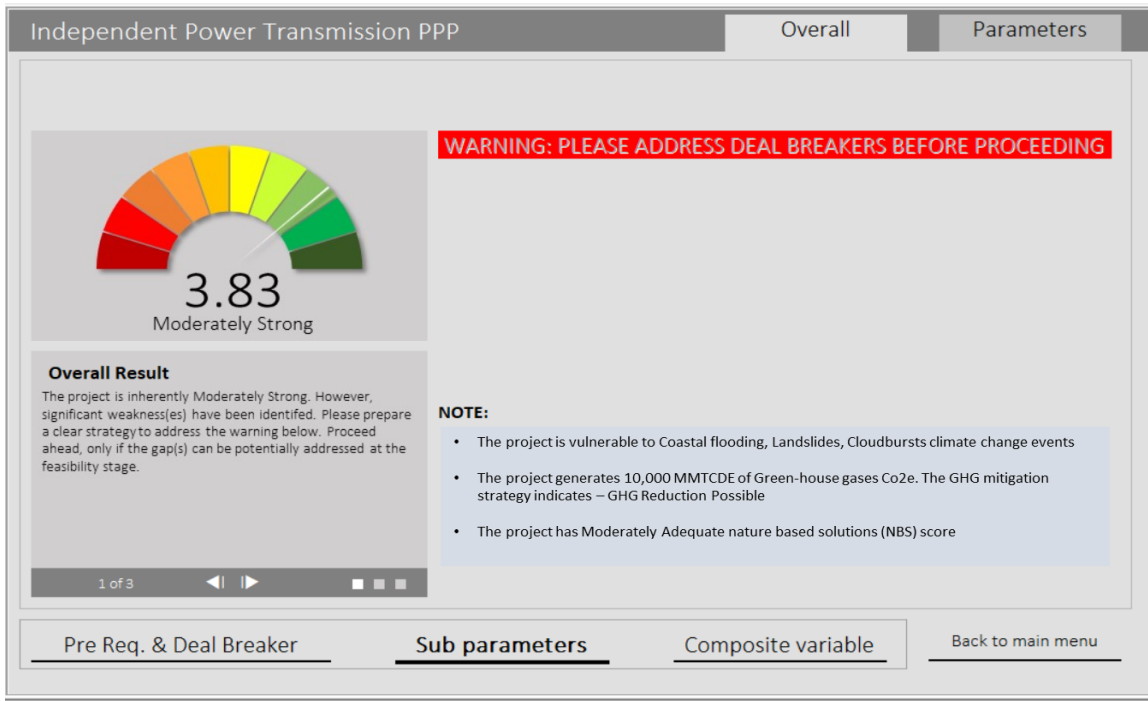 Independent Power Transmission PPP
Overall
Parameters
WARNING: PLEASE ADDRESS DEAL BREAKERS BEFORE PROCEEDING
3.83
Moderately Strong
Overall Result
The project is inherently Moderately Strong. However,
significant weakness(es) have been identifed. Please prepare
a clear strategy to address the warning below. Proceed
ahead, only if the gap(s) can be potentially addressed at the
feasibility stage.
1 of 3
NOTE:
• The project is vulnerable to Coastal flooding, Landslides, Cloudbursts climate change events
• The project generates 10,000 MMTCDE of Green-house gases Co2e. The GHG mitigation
strategy indicates – GHG Reduction Possible
• The project has Moderately Adequate nature based solutions (NBS) score
Pre Req. & Deal Breaker
Sub parameters
Composite variable
Back to main menu